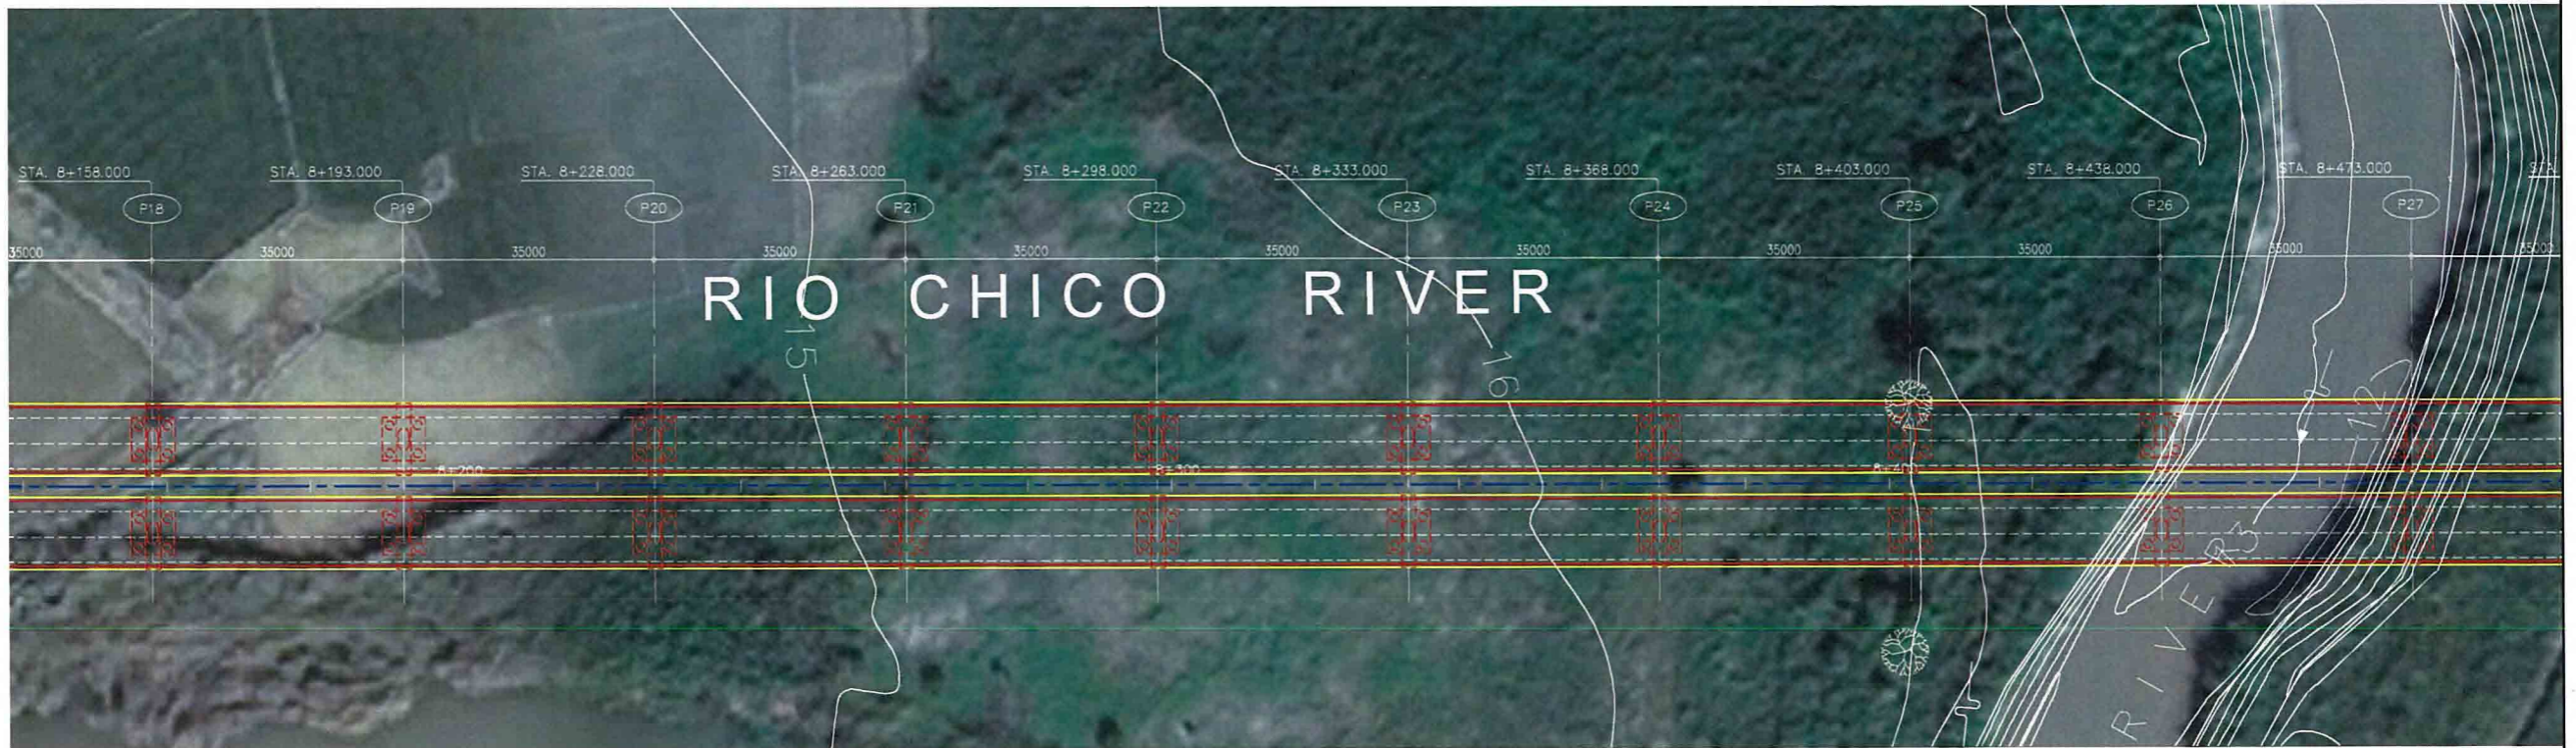 STA. 8+158.000 STA. 8+193.000 STA. 8+228.000 STA. 8+263.000 STA. 8+298.000 STA. 8+333.000 STA. 8+368.000 STA. 8+403.000 STA. 8+438.000 STA. 8+473.000 STA.
P18 P19 P20 P21 P22 P23 P24 P25 P26 P27
35000 35000 35000 35000 35000 35000 35000 35000 35000 35000 35000
RIO CHICO RIVER
15
16
12
8+200 8+300
RIVER